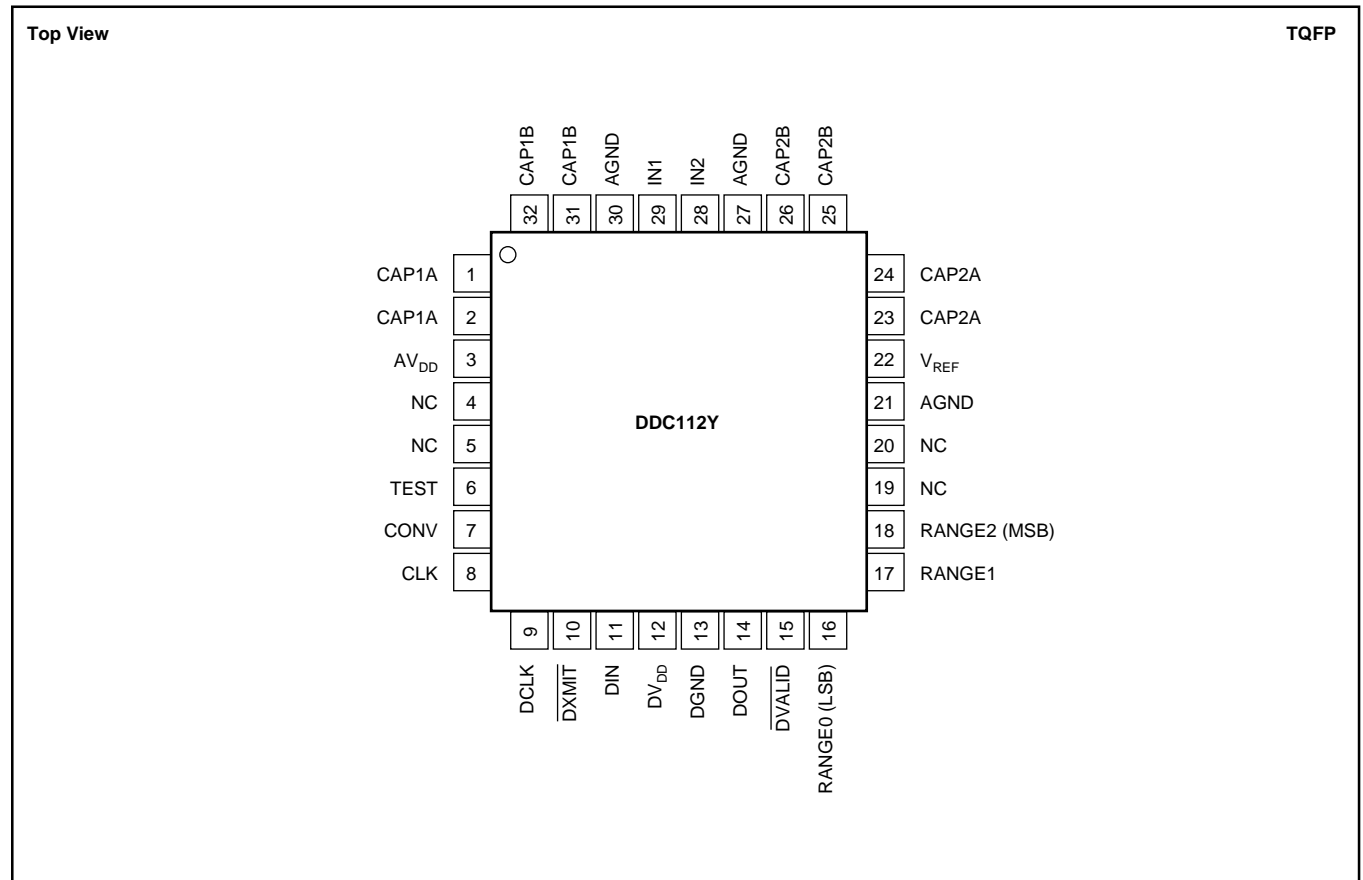 Top View
TQFP
CAP1B
CAP1B
AGND
IN1
IN2
AGND
CAP2B
CAP2B
32
31
30
29
28
27
26
25
CAP1A 1
CAP1A 2
AVDD 3
NC 4
NC 5
TEST 6
CONV 7
CLK 8
DDC112Y
24 CAP2A
23 CAP2A
22 VREF
21 AGND
20 NC
19 NC
18 RANGE2 (MSB)
17 RANGE1
9
10
11
12
13
14
15
16
DCLK
DXMIT
DIN
DVDD
DGND
DOUT
DVALID
RANGE0 (LSB)